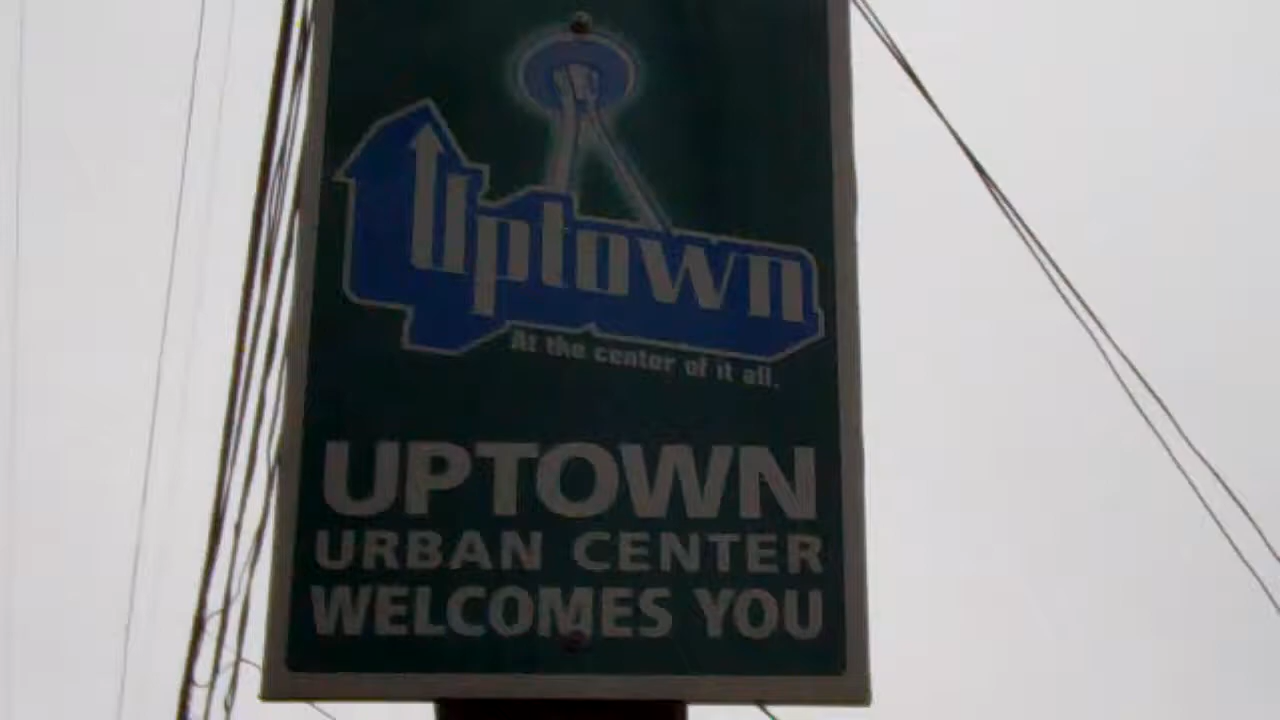 Uptown
At the center of it all.
UPTOWN
URBAN CENTER
WELCOMES YOU